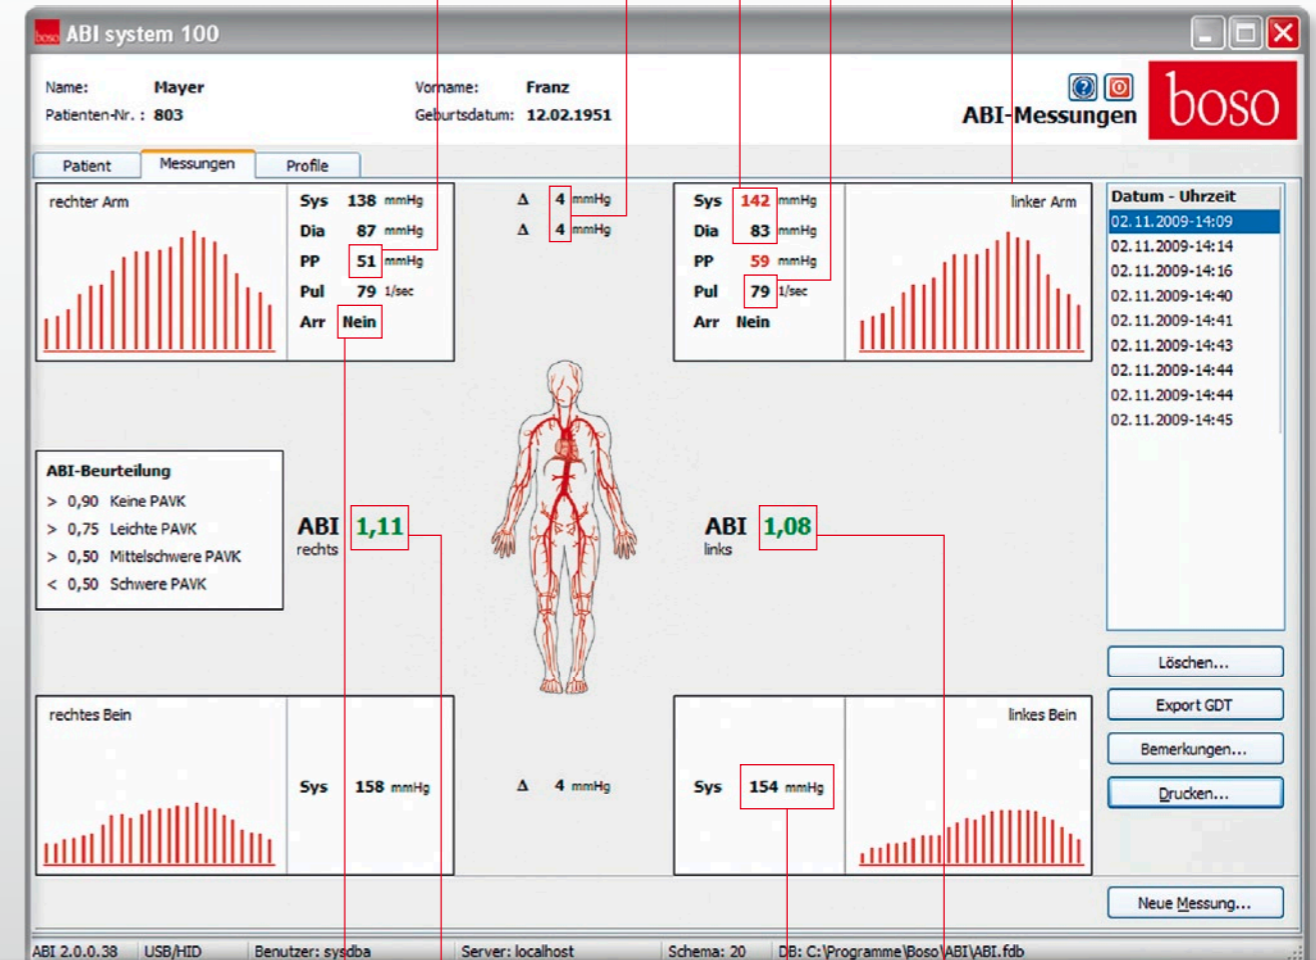 boso ABI system 100
Name: Mayer Vorname: Franz
Patienten-Nr. : 803 Geburtsdatum: 12.02.1951
ABI-Messungen
boso
Patient Messungen Profile
rechter Arm
Sys 138 mmHg
Dia 87 mmHg
PP 51 mmHg
Pul 79 1/sec
Arr Nein
Δ 4 mmHg
Δ 4 mmHg
Sys 142 mmHg
Dia 83 mmHg
PP 59 mmHg
Pul 79 1/sec
Arr Nein
linker Arm
Datum - Uhrzeit
02.11.2009-14:09
02.11.2009-14:14
02.11.2009-14:16
02.11.2009-14:40
02.11.2009-14:41
02.11.2009-14:43
02.11.2009-14:44
02.11.2009-14:44
02.11.2009-14:45
ABI-Beurteilung
> 0,90 Keine PAVK
> 0,75 Leichte PAVK
> 0,50 Mittelschwere PAVK
< 0,50 Schwere PAVK
ABI 1,11
rechts
ABI 1,08
links
rechtes Bein
Sys 158 mmHg
Δ 4 mmHg
Sys 154 mmHg
linkes Bein
Löschen...
Export GDT
Bemerkungen...
Drucken...
Neue Messung...
ABI 2.0.0.38 USB/HID Benutzer: sysdba Server: localhost Schema: 20 DB: C:\Programme\Boso\ABI\ABI.fdb